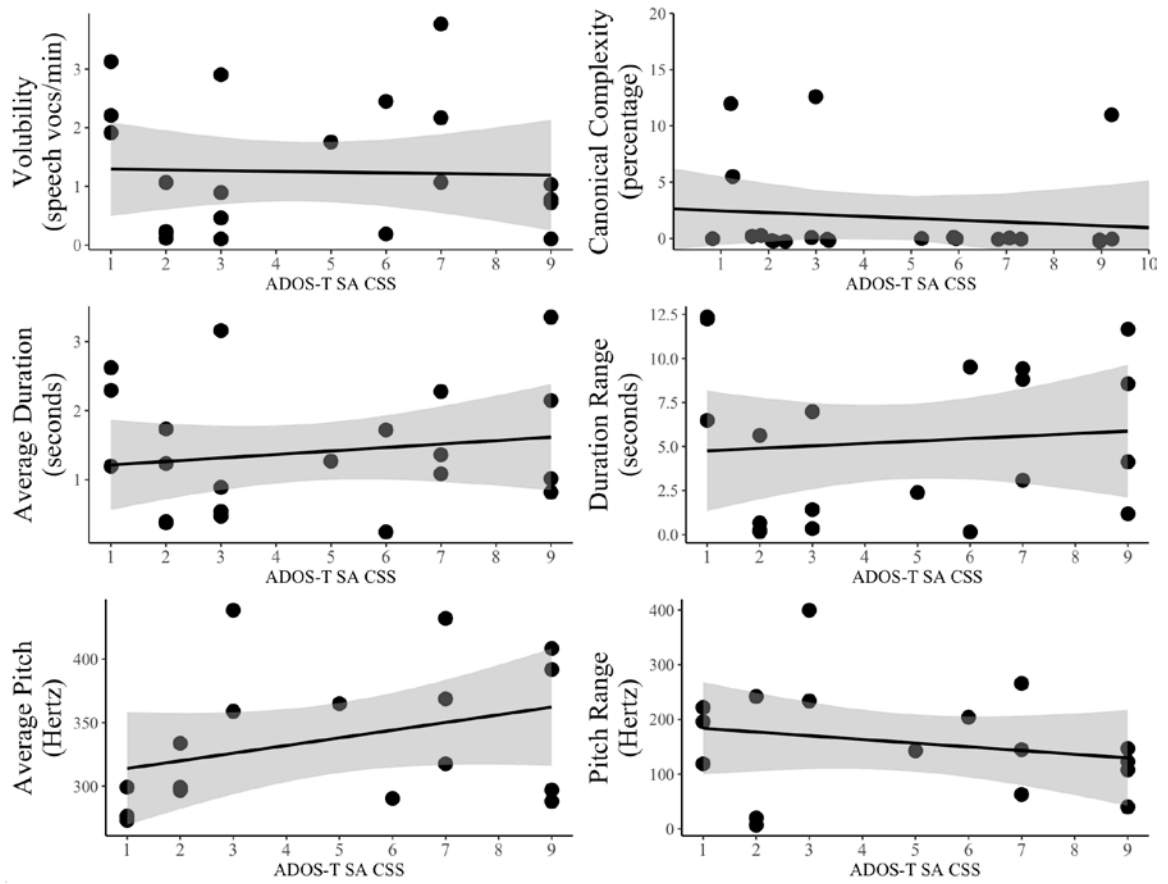 Volubility
(speech vocs/min)
3
2
1
0
1 2 3 4 5 6 7 8 9
ADOS-T SA CSS
Canonical Complexity
(percentage)
20
15
10
5
0
1 2 3 4 5 6 7 8 9 10
ADOS-T SA CSS
Average Duration
(seconds)
3
2
1
1 2 3 4 5 6 7 8 9
ADOS-T SA CSS
Duration Range
(seconds)
12.5
10.0
7.5
5.0
2.5
0.0
1 2 3 4 5 6 7 8 9
ADOS-T SA CSS
Average Pitch
(Hertz)
400
350
300
1 2 3 4 5 6 7 8 9
ADOS-T SA CSS
Pitch Range
(Hertz)
400
300
200
100
0
1 2 3 4 5 6 7 8 9
ADOS-T SA CSS